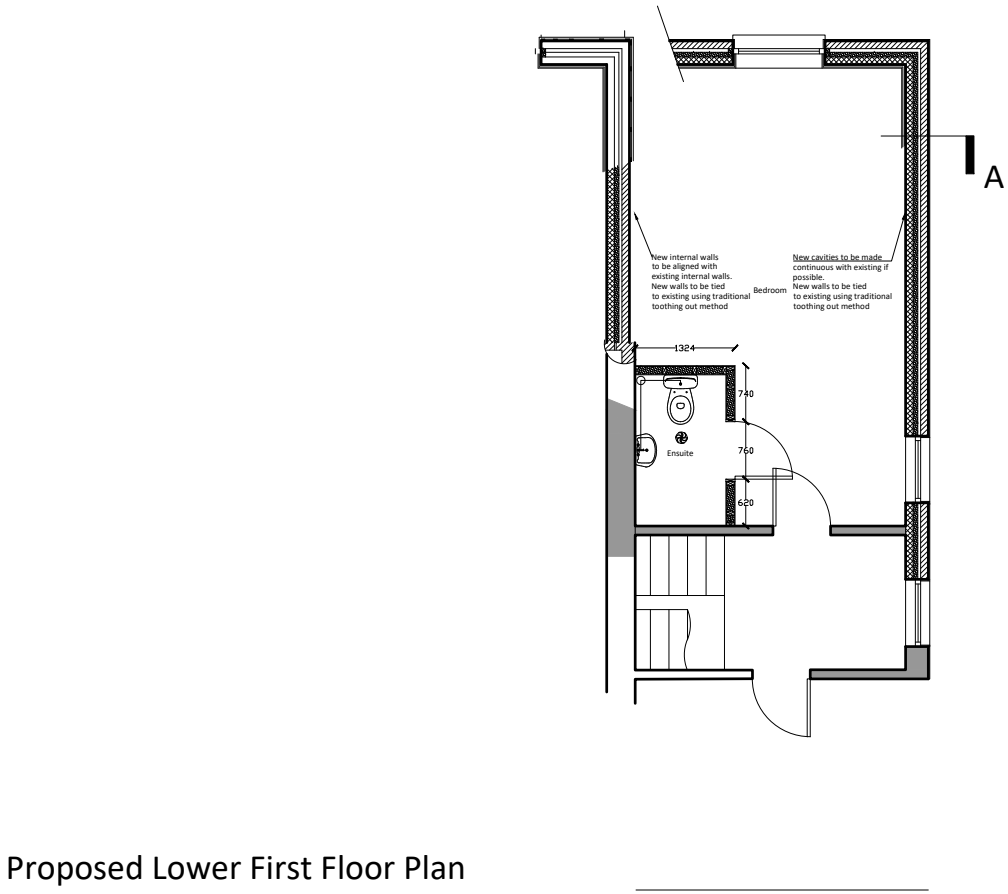 A
New internal walls
to be aligned with
existing internal walls.
New walls to be tied
to existing using traditional
toothing out method
Bedroom
New cavities to be made
continuous with existing if
possible.
New walls to be tied
to existing using traditional
toothing out method
1324
740
760
Ensuite
620
Proposed Lower First Floor Plan